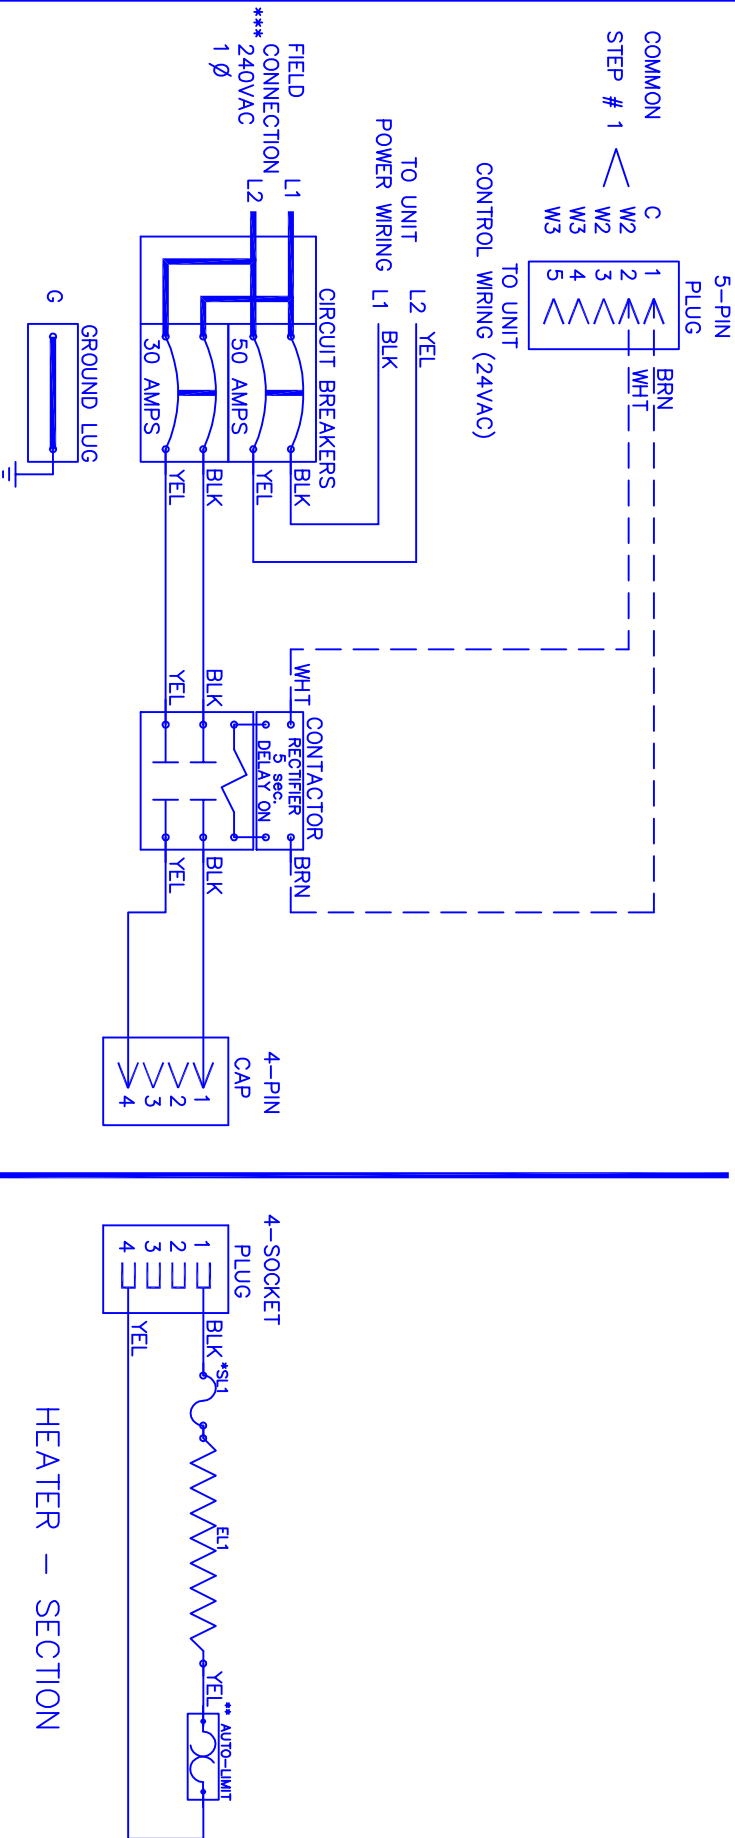 5-PIN
PLUG
COMMON
STEP # 1
C
W2
W2
W3
W3
1
2
3
4
5
BRN
WHT
TO UNIT
CONTROL WIRING (24VAC)
TO UNIT
POWER WIRING
L2 YEL
L1 BLK
FIELD
*** CONNECTION
240VAC
1 Ø
L1
L2
CIRCUIT BREAKERS
50 AMPS
30 AMPS
BLK
YEL
BLK
YEL
G
GROUND LUG
WHT
BLK
YEL
CONTACTOR
RECTIFIER
5 sec.
DELAY ON
BRN
BLK
YEL
4-PIN
CAP
1
2
3
4
4-SOCKET
PLUG
1
2
3
4
BLK
YEL
*SL1
EL1
YEL
** AUTO-LIMIT
HEATER - SECTION